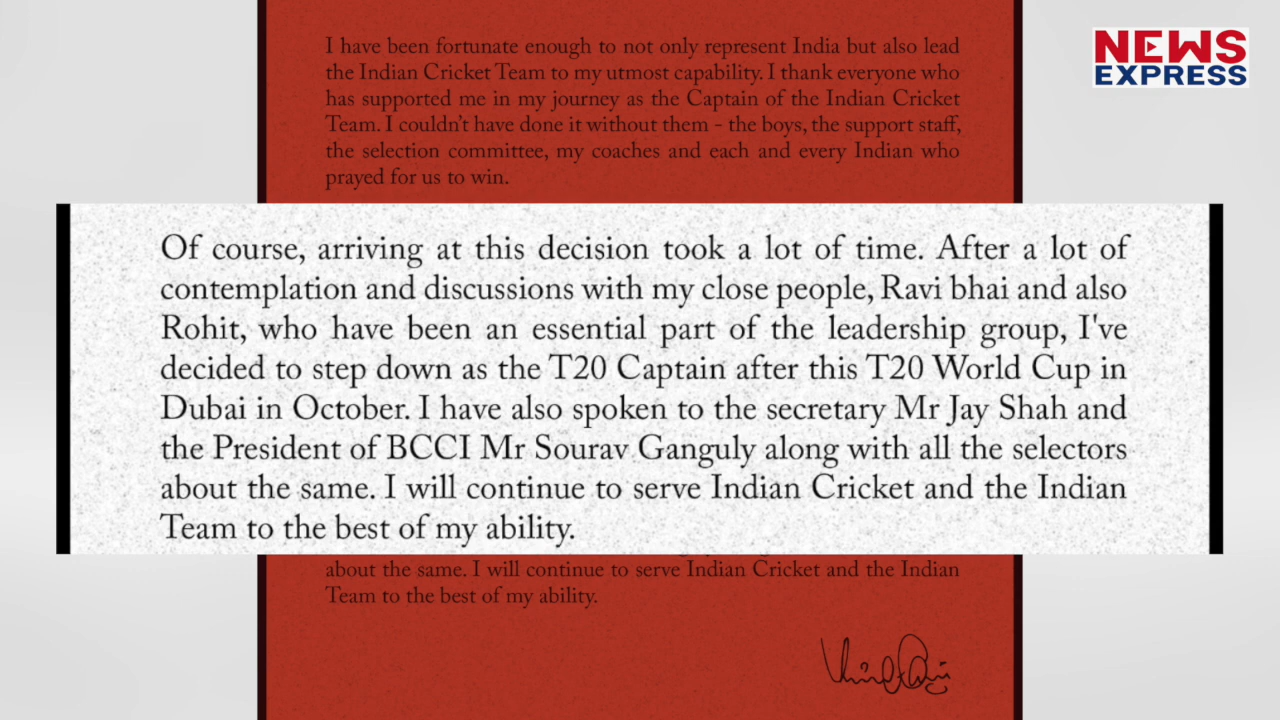 NEWS
EXPRESS
I have been fortunate enough to not only represent India but also lead
the Indian Cricket Team to my utmost capability. I thank everyone who
has supported me in my journey as the Captain of the Indian Cricket
Team. I couldn't have done it without them - the boys, the support staff,
the selection committee, my coaches and each and every Indian who
prayed for us to win.
Of course, arriving at this decision took a lot of time. After a lot of
contemplation and discussions with my close people, Ravi bhai and also
Rohit, who have been an essential part of the leadership group, I've
decided to step down as the T20 Captain after this T20 World Cup in
Dubai in October. I have also spoken to the secretary Mr Jay Shah and
the President of BCCI Mr Sourav Ganguly along with all the selectors
about the same. I will continue to serve Indian Cricket and the Indian
Team to the best of my ability.
about the same. I will continue to serve Indian Cricket and the Indian
Team to the best of my ability.